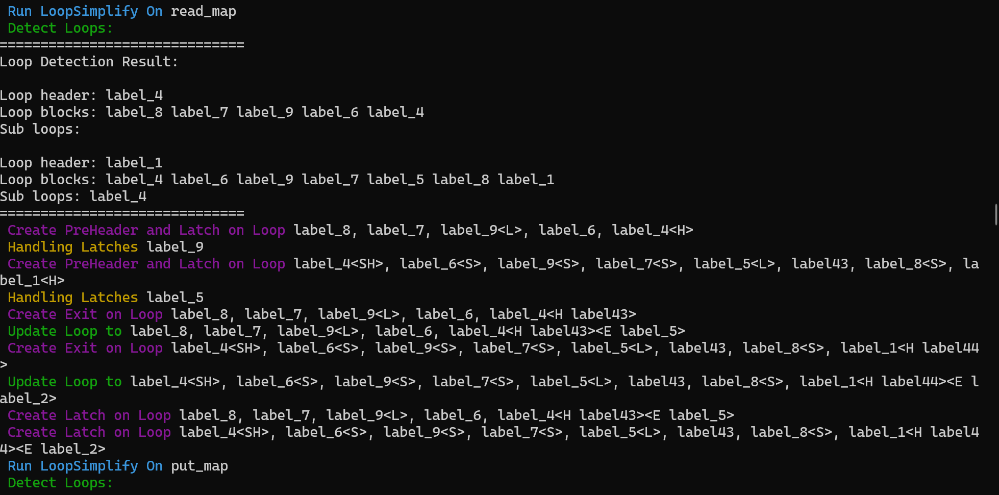 Run LoopSimplify On read_map
Detect Loops:
==============================
Loop Detection Result:
Loop header: label_4
Loop blocks: label_8 label_7 label_9 label_6 label_4
Sub loops:
Loop header: label_1
Loop blocks: label_4 label_6 label_9 label_7 label_5 label_8 label_1
Sub loops: label_4
==============================
Create PreHeader and Latch on Loop label_8, label_7, label_9<L>, label_6, label_4<H>
Handling Latches label_9
Create PreHeader and Latch on Loop label_4<SH>, label_6<S>, label_9<S>, label_7<S>, label_5<L>, label43, label_8<S>, la
bel_1<H>
Handling Latches label_5
Create Exit on Loop label_8, label_7, label_9<L>, label_6, label_4<H label43>
Update Loop to label_8, label_7, label_9<L>, label_6, label_4<H label43><E label_5>
Create Exit on Loop label_4<SH>, label_6<S>, label_9<S>, label_7<S>, label_5<L>, label43, label_8<S>, label_1<H label44
>
Update Loop to label_4<SH>, label_6<S>, label_9<S>, label_7<S>, label_5<L>, label43, label_8<S>, label_1<H label44><E l
abel_2>
Create Latch on Loop label_8, label_7, label_9<L>, label_6, label_4<H label43><E label_5>
Create Latch on Loop label_4<SH>, label_6<S>, label_9<S>, label_7<S>, label_5<L>, label43, label_8<S>, label_1<H label4
4><E label_2>
Run LoopSimplify On put_map
Detect Loops: